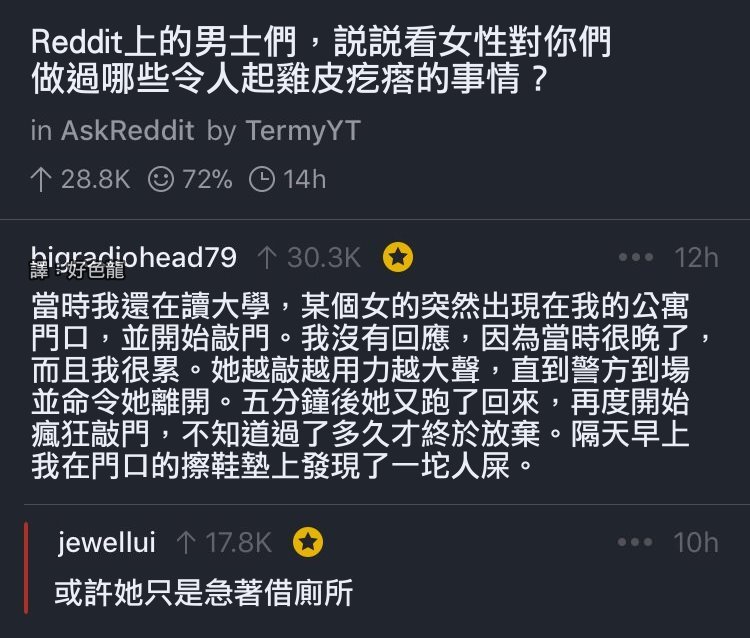 Reddit上的男士們，説説看女性對你們
做過哪些令人起雞皮疙瘩的事情？
in AskReddit by TermyYT
↑ 28.8K 72% 14h
bigradiohead79 ↑ 30.3K ••• 12h
譯：好色龍
當時我還在讀大學，某個女的突然出現在我的公寓
門口，並開始敲門。我沒有回應，因為當時很晚了，
而且我很累。她越敲越用力越大聲，直到警方到場
並命令她離開。五分鐘後她又跑了回來，再度開始
瘋狂敲門，不知道過了多久才終於放棄。隔天早上
我在門口的擦鞋墊上發現了一坨人屎。
jewellui ↑ 17.8K ••• 10h
或許她只是急著借廁所